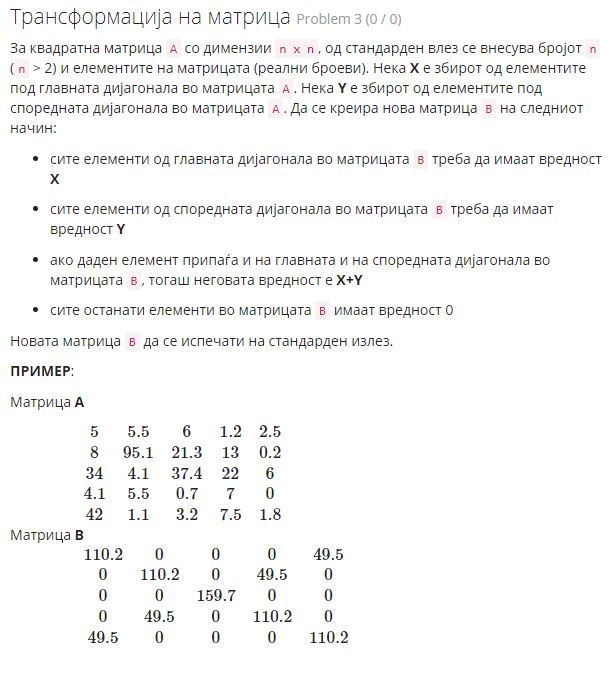 Трансформација на матрица Problem 3 (0 / 0)
За квадратна матрица A со димензии n x n, од стандарден влез се внесува бројот n
( n > 2) и елементите на матрицата (реални броеви). Нека X е збирот од елементите
под главната дијагонала во матрицата A . Нека Y е збирот од елементите под
споредната дијагонала во матрицата A . Да се креира нова матрица B на следниот
начин:
• сите елементи од главната дијагонала во матрицата B треба да имаат вредност
X
• сите елементи од споредната дијагонала во матрицата B треба да имаат
вредност Y
• ако даден елемент припаѓа и на главната и на споредната дијагонала во
матрицата B , тогаш неговата вредност е X+Y
• сите останати елементи во матрицата B имаат вредност 0
Новата матрица B да се испечати на стандарден излез.
ПРИМЕР:
Матрица A
5 5.5 6 1.2 2.5
8 95.1 21.3 13 0.2
34 4.1 37.4 22 6
4.1 5.5 0.7 7 0
42 1.1 3.2 7.5 1.8
Матрица B
110.2 0 0 0 49.5
0 110.2 0 49.5 0
0 0 159.7 0 0
0 49.5 0 110.2 0
49.5 0 0 0 110.2